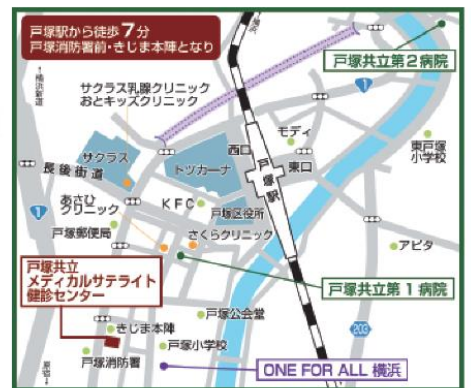 戸塚駅から徒歩7分
戸塚消防署前・きじま本陣となり
戸塚共立第2病院
↑横浜新道
↑横浜
サクラス乳腺クリニック
おとキッズクリニック
1
モディ
西口
東口
戸塚駅
東戸塚
小学校
サクラス
トツカーナ
長後街道
あさひ
クリニック
KFC
戸塚区役所
1
戸塚郵便局
さくらクリニック
アピタ
戸塚共立
メディカルサテライト
健診センター
戸塚共立第1病院
きじま本陣
戸塚公会堂
203
戸塚消防署
戸塚小学校
ONE FOR ALL 横浜
原宿↓